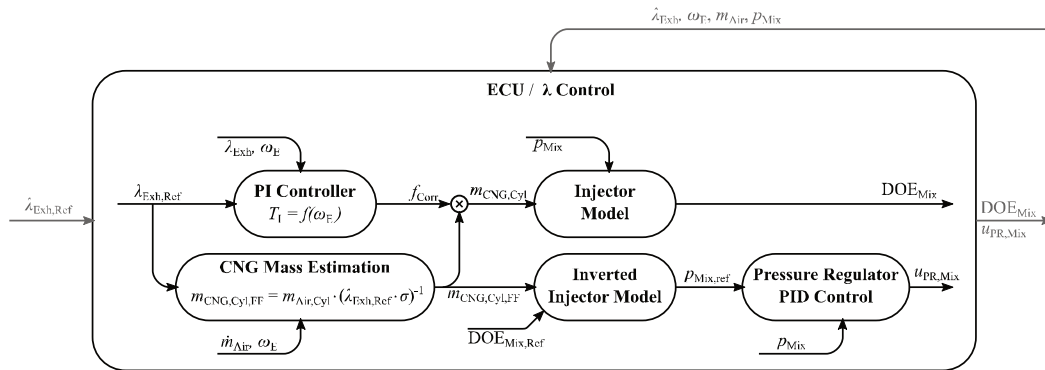 λ̂Exh, ωE, ṁAir, pMix
ECU / λ Control
λExh, ωE
pMix
λExh,Ref
PI Controller
TI = f(ωE)
fCorr
mCNG,Cyl
Injector
Model
DOEMix
λ̂Exh,Ref
DOEMix
uPR,Mix
CNG Mass Estimation
mCNG,Cyl,FF = mAir,Cyl · (λ̂Exh,Ref · σ)-1
mCNG,Cyl,FF
Inverted
Injector Model
pMix,ref
Pressure Regulator
PID Control
uPR,Mix
DOEMix,Ref
ṁAir, ωE
pMix